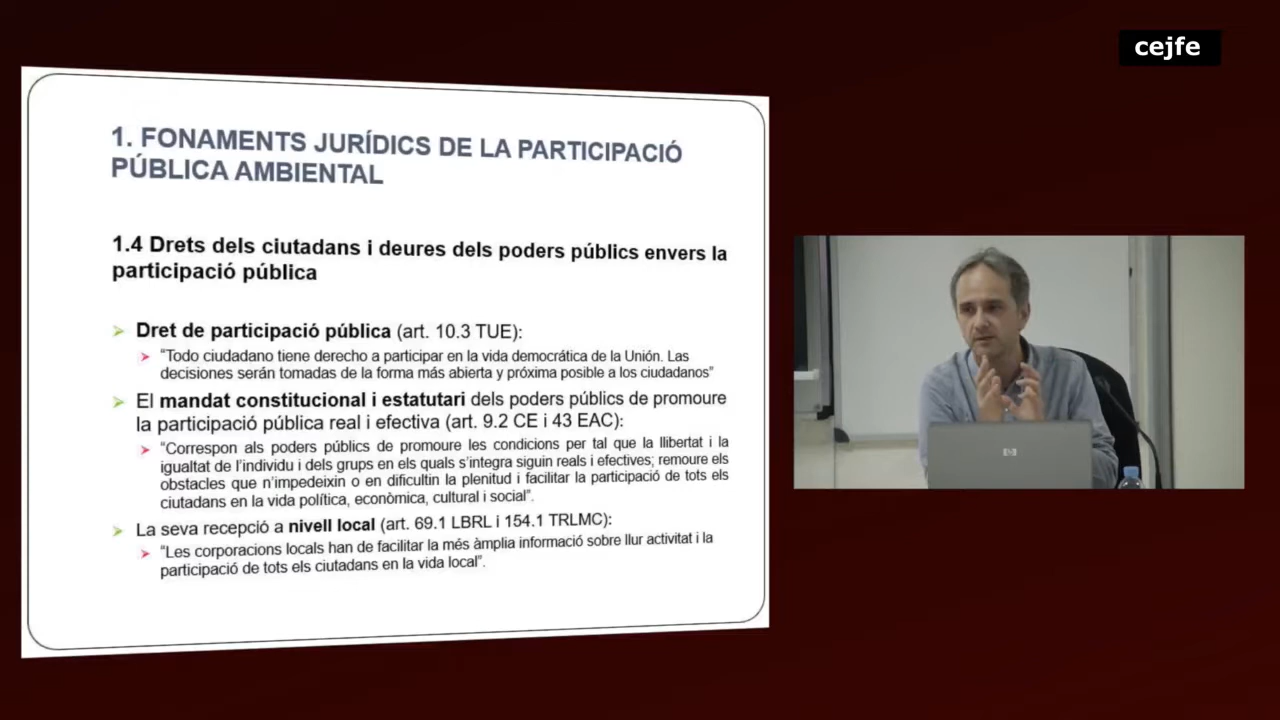 cejfe
1. FONAMENTS JURÍDICS DE LA PARTICIPACIÓ
PÚBLICA AMBIENTAL
1.4 Drets dels ciutadans i deures dels poders públics envers la
participació pública
Dret de participació pública (art. 10.3 TUE):
“Todo ciudadano tiene derecho a participar en la vida democrática de la Unión. Las
decisiones serán tomadas de la forma más abierta y próxima posible a los ciudadanos”
El mandat constitucional i estatutari dels poders públics de promoure
la participació pública real i efectiva (art. 9.2 CE i 43 EAC):
“Correspon als poders públics de promoure les condicions per tal que la llibertat i la
igualtat de l’individu i dels grups en els quals s’integra siguin reals i efectives; remoure els
obstacles que n’impedeixin o en dificultin la plenitud i facilitar la participació de tots els
ciutadans en la vida política, econòmica, cultural i social”.
La seva recepció a nivell local (art. 69.1 LBRL i 154.1 TRLMC):
“Les corporacions locals han de facilitar la més àmplia informació sobre llur activitat i la
participació de tots els ciutadans en la vida local”.
hp